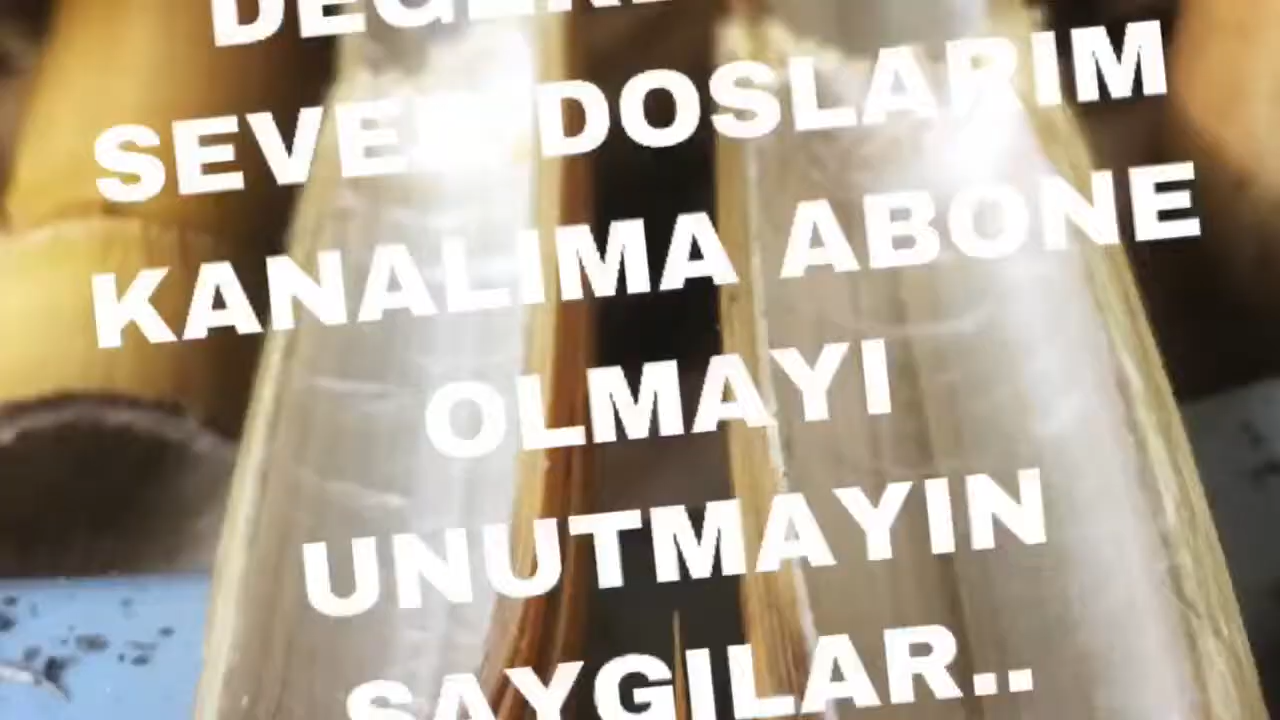 SEVEN DOSLARIM
KANALIMA ABONE
OLMAYI
UNUTMAYIN
SAYGILAR..